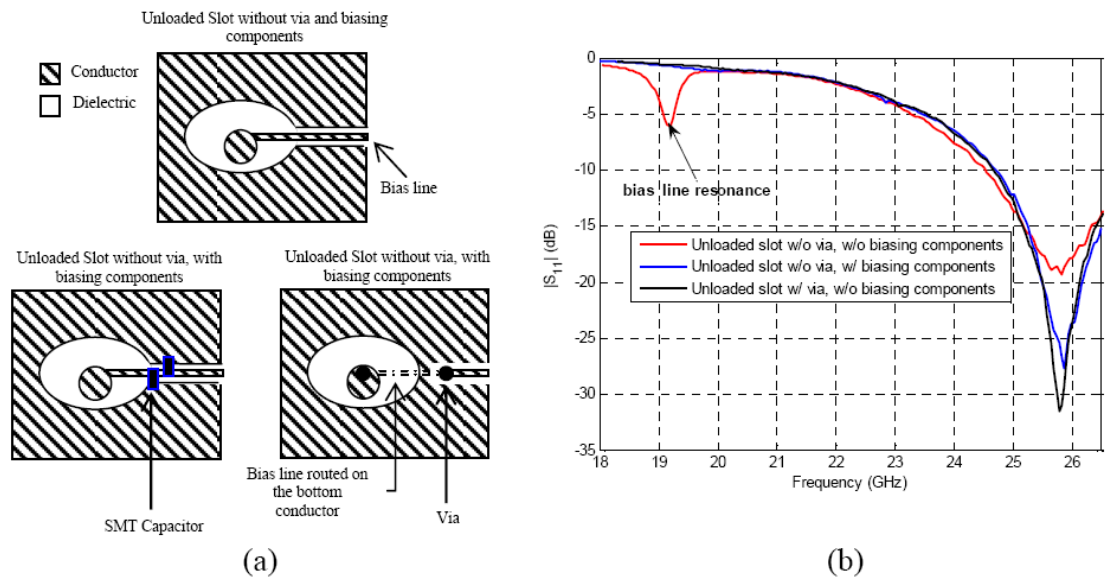 Unloaded Slot without via and biasing
components
Conductor
Dielectric
Bias line
Unloaded Slot without via, with
biasing components
Unloaded Slot without via, with
biasing components
SMT Capacitor
Bias line routed on
the bottom
conductor
Via
(a)
0
-5
-10
-15
-20
-25
-30
-35
|S11| (dB)
bias line resonance
Unloaded slot w/o via, w/o biasing components
Unloaded slot w/o via, w/ biasing components
Unloaded slot w/ via, w/o biasing components
18 19 20 21 22 23 24 25 26
Frequency (GHz)
(b)